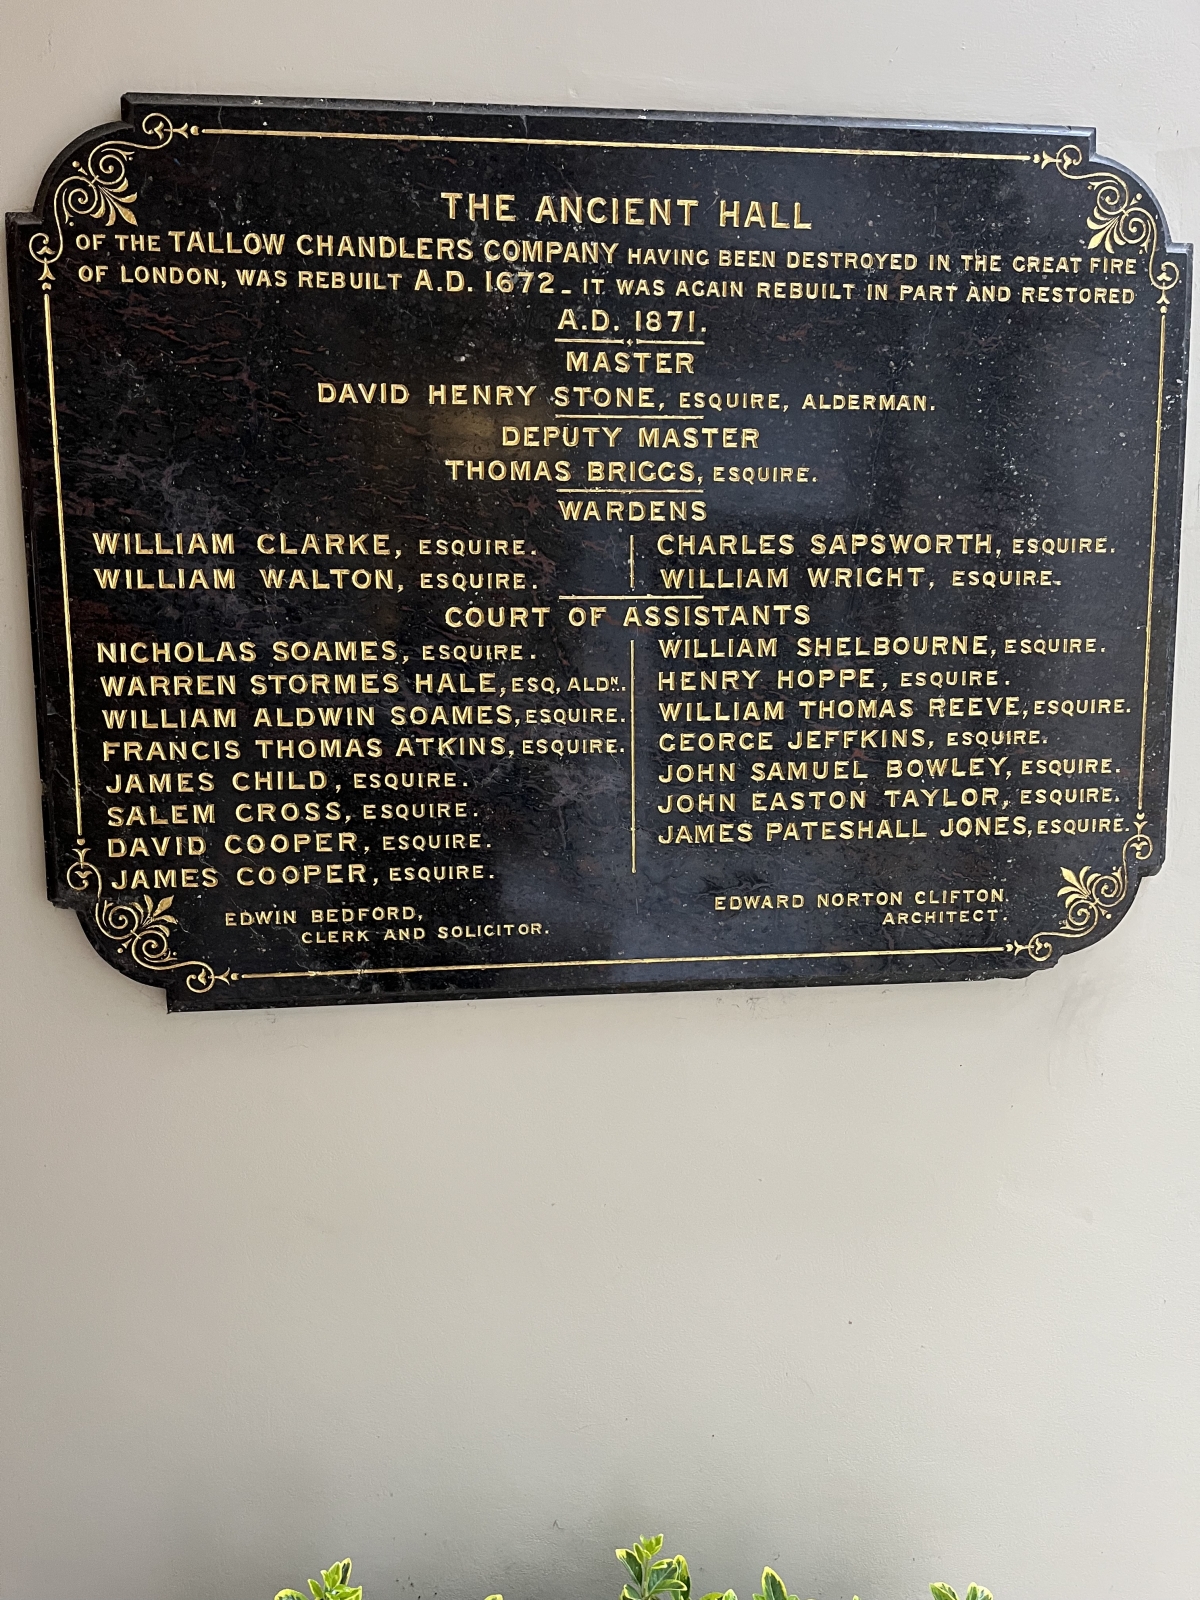 THE ANCIENT HALL
OF THE TALLOW CHANDLERS COMPANY HAVING BEEN DESTROYED IN THE GREAT FIRE
OF LONDON, WAS REBUILT A.D. 1672_ IT WAS AGAIN REBUILT IN PART AND RESTORED
A.D. 1871.
MASTER
DAVID HENRY STONE, ESQUIRE, ALDERMAN.
DEPUTY MASTER
THOMAS BRIGGS, ESQUIRE.
WARDENS
WILLIAM CLARKE, ESQUIRE.
WILLIAM WALTON, ESQUIRE.
CHARLES SAPSWORTH, ESQUIRE.
WILLIAM WRIGHT, ESQUIRE.
COURT OF ASSISTANTS
NICHOLAS SOAMES, ESQUIRE.
WARREN STORMES HALE, ESQ, ALDN.
WILLIAM ALDWIN SOAMES, ESQUIRE.
FRANCIS THOMAS ATKINS, ESQUIRE.
JAMES CHILD, ESQUIRE.
SALEM CROSS, ESQUIRE.
DAVID COOPER, ESQUIRE.
JAMES COOPER, ESQUIRE.
WILLIAM SHELBOURNE, ESQUIRE.
HENRY HOPPE, ESQUIRE.
WILLIAM THOMAS REEVE, ESQUIRE.
GEORGE JEFFKINS, ESQUIRE.
JOHN SAMUEL BOWLEY, ESQUIRE.
JOHN EASTON TAYLOR, ESQUIRE.
JAMES PATESHALL JONES, ESQUIRE.
EDWIN BEDFORD,
CLERK AND SOLICITOR.
EDWARD NORTON CLIFTON.
ARCHITECT.